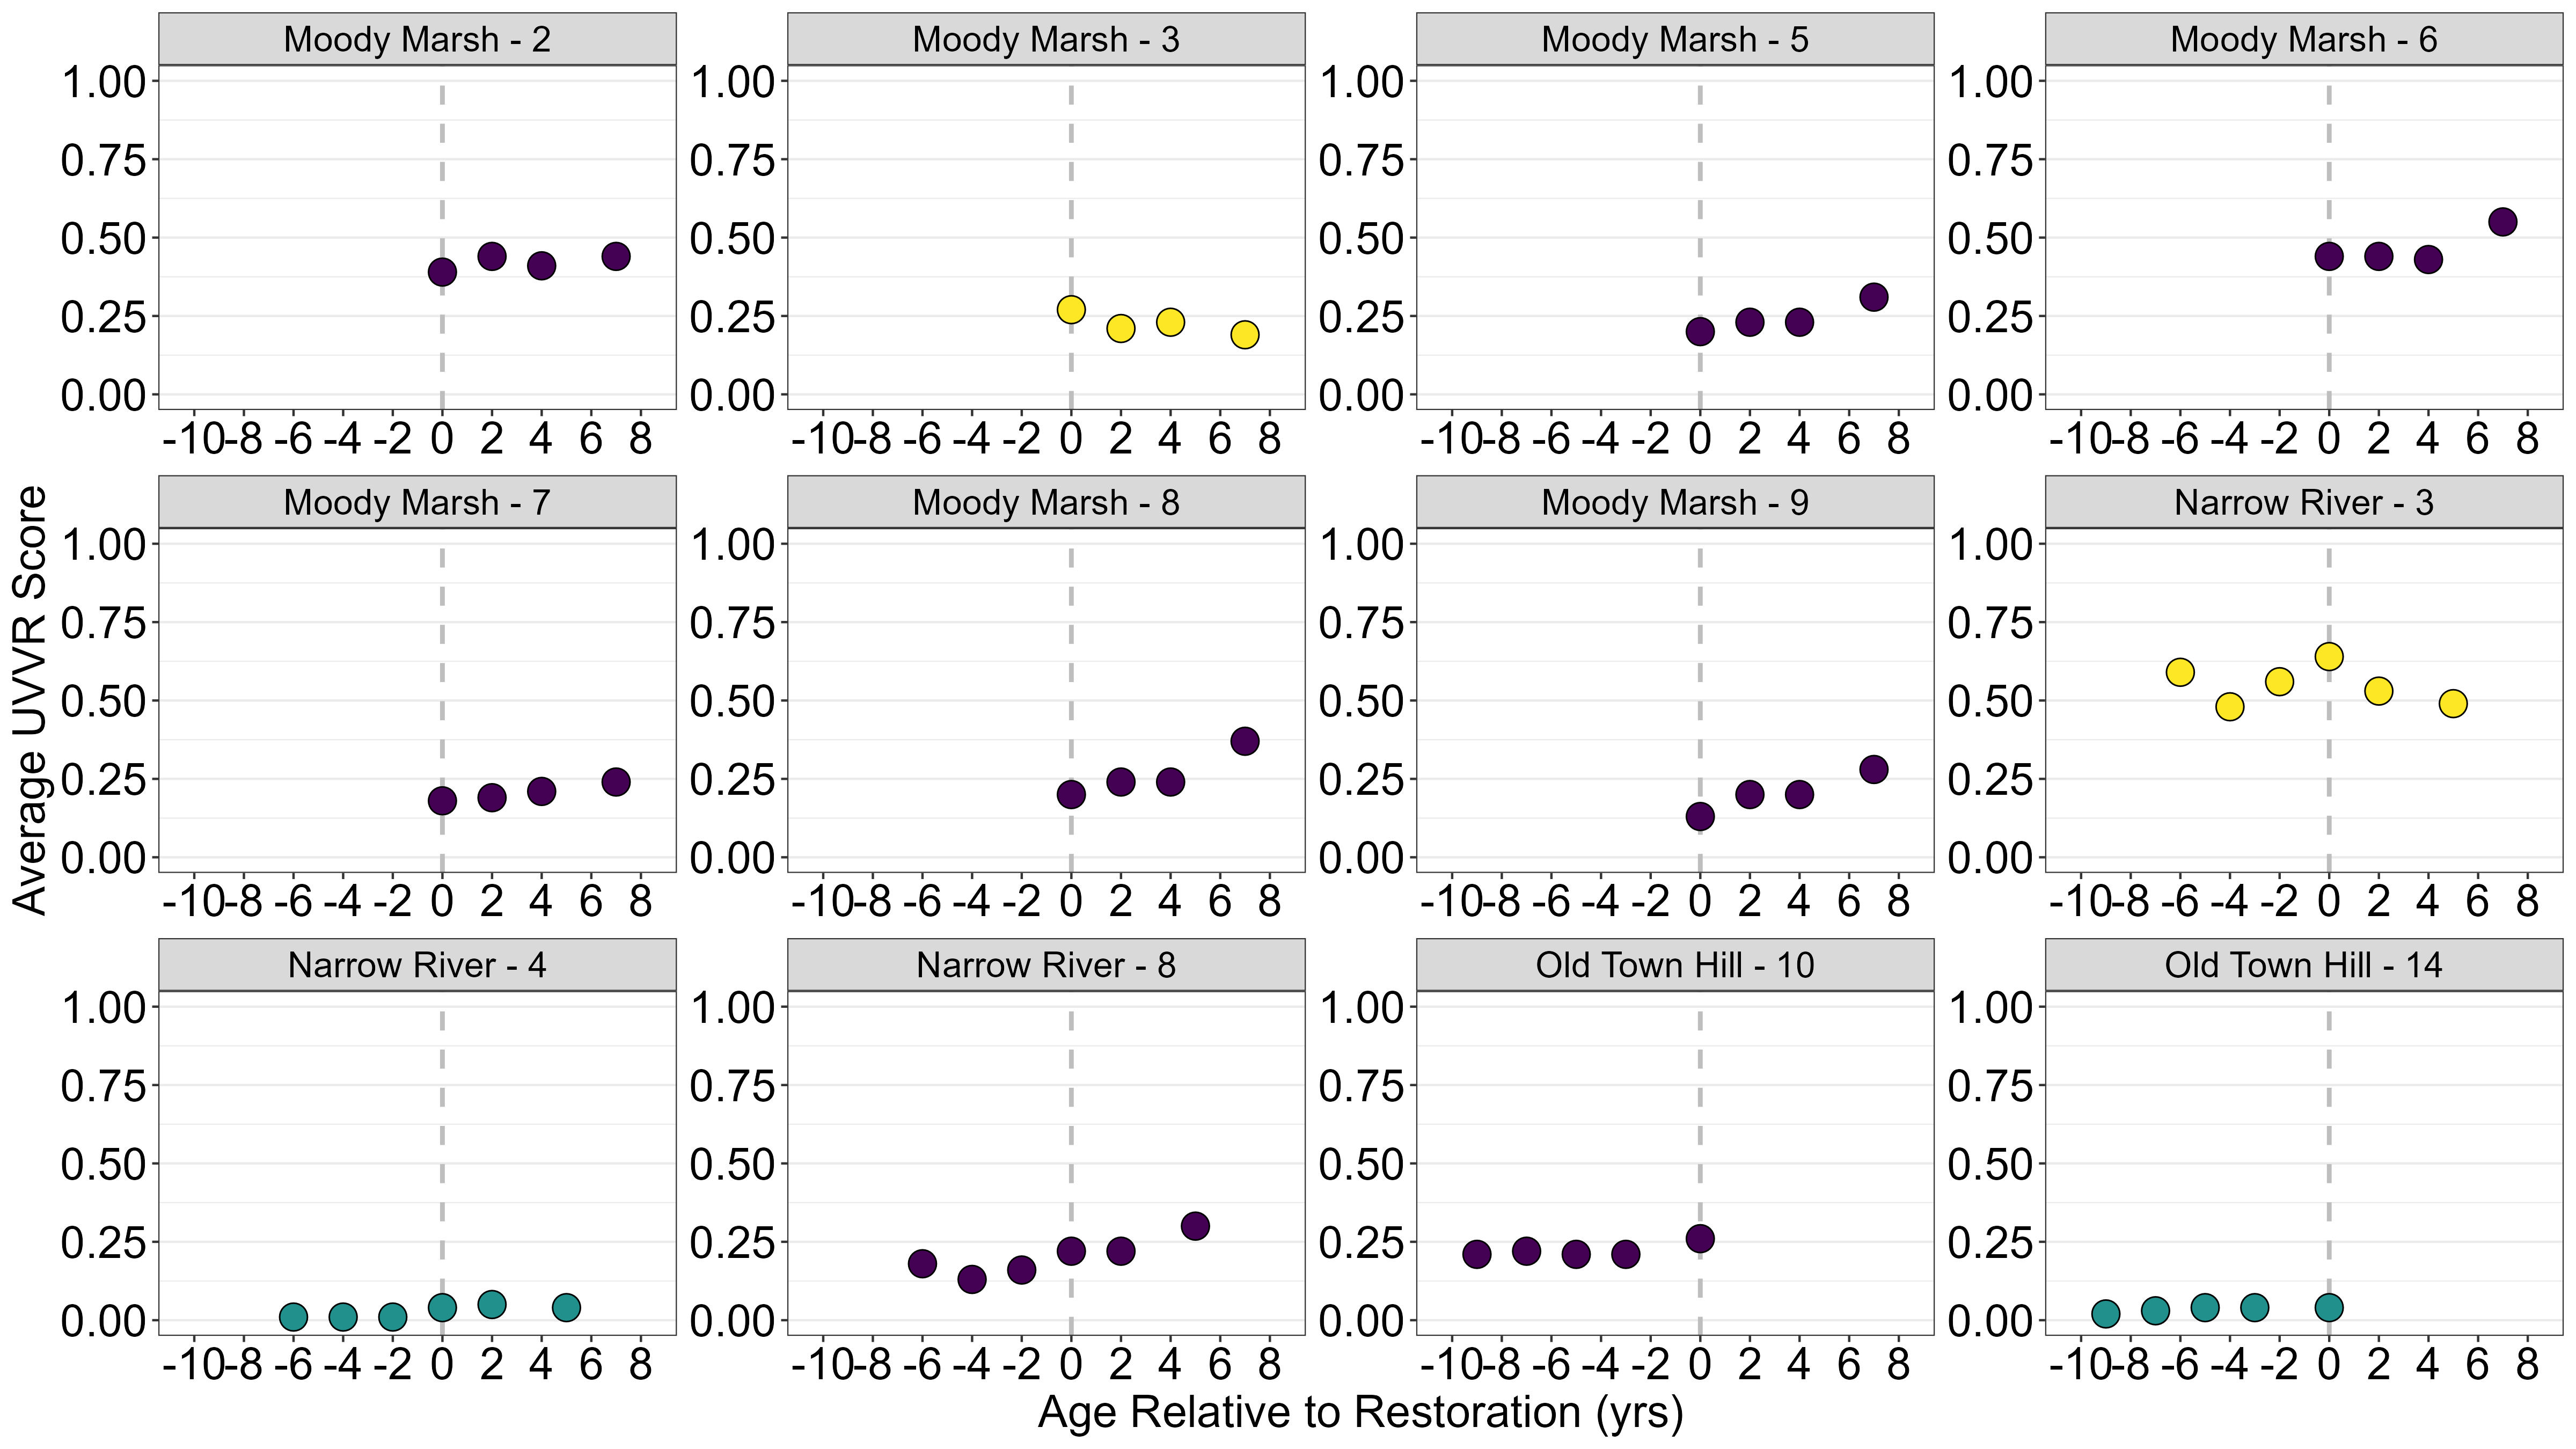 Moody Marsh - 2
Moody Marsh - 3
Moody Marsh - 5
Moody Marsh - 6
1.00 1.00 1.00 1.00
0.75 0.75 0.75 0.75
0.50 0.50 0.50 0.50
0.25 0.25 0.25 0.25
0.00 0.00 0.00 0.00
-10 -8 -6 -4 -2 0 2 4 6 8
-10 -8 -6 -4 -2 0 2 4 6 8
-10 -8 -6 -4 -2 0 2 4 6 8
-10 -8 -6 -4 -2 0 2 4 6 8
Average UVVR Score
Moody Marsh - 7
Moody Marsh - 8
Moody Marsh - 9
Narrow River - 3
1.00 1.00 1.00 1.00
0.75 0.75 0.75 0.75
0.50 0.50 0.50 0.50
0.25 0.25 0.25 0.25
0.00 0.00 0.00 0.00
-10 -8 -6 -4 -2 0 2 4 6 8
-10 -8 -6 -4 -2 0 2 4 6 8
-10 -8 -6 -4 -2 0 2 4 6 8
-10 -8 -6 -4 -2 0 2 4 6 8
Narrow River - 4
Narrow River - 8
Old Town Hill - 10
Old Town Hill - 14
1.00 1.00 1.00 1.00
0.75 0.75 0.75 0.75
0.50 0.50 0.50 0.50
0.25 0.25 0.25 0.25
0.00 0.00 0.00 0.00
-10 -8 -6 -4 -2 0 2 4 6 8
-10 -8 -6 -4 -2 0 2 4 6 8
-10 -8 -6 -4 -2 0 2 4 6 8
-10 -8 -6 -4 -2 0 2 4 6 8
Age Relative to Restoration (yrs)